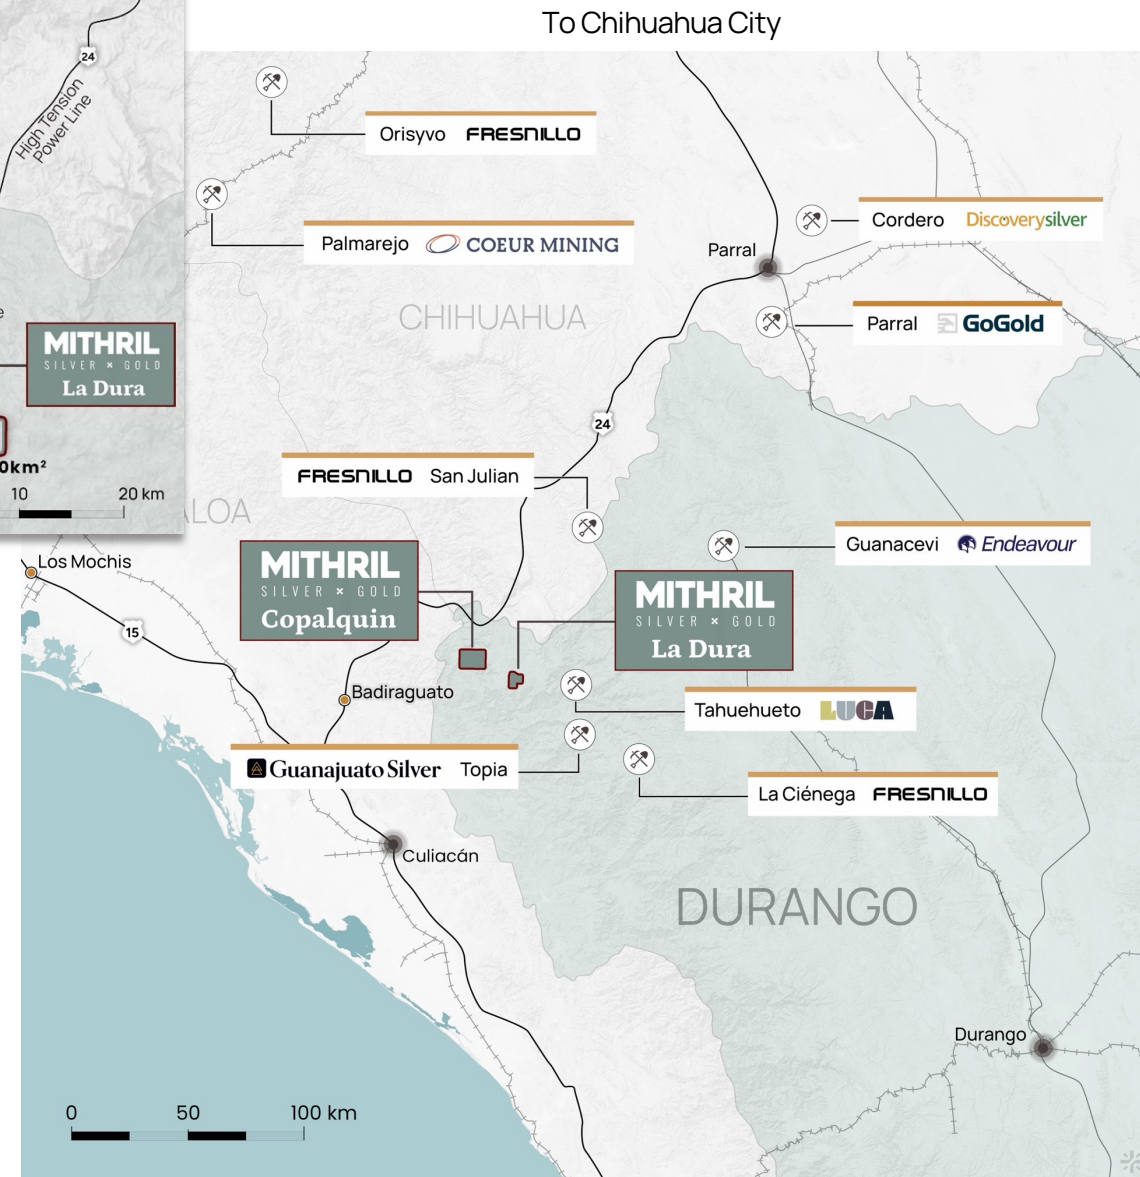 To Chihuahua City
24
High Tension
Power Line
Orisyvo FRESNILLO
Palmarejo COEUR MINING
Cordero Discoverysilver
Parral
Parral GoGold
CHIHUAHUA
e
MITHRIL
SILVER × GOLD
La Dura
0km²
10 20 km
24
FRESNILLO San Julian
ALOA
Guanacevi Endeavour
Los Mochis
MITHRIL
SILVER × GOLD
Copalquin
MITHRIL
SILVER × GOLD
La Dura
15
Badiraguato
Tahuehueto LUCA
Guanajuato Silver Topia
La Ciénega FRESNILLO
Culiacán
DURANGO
Durango
0 50 100 km